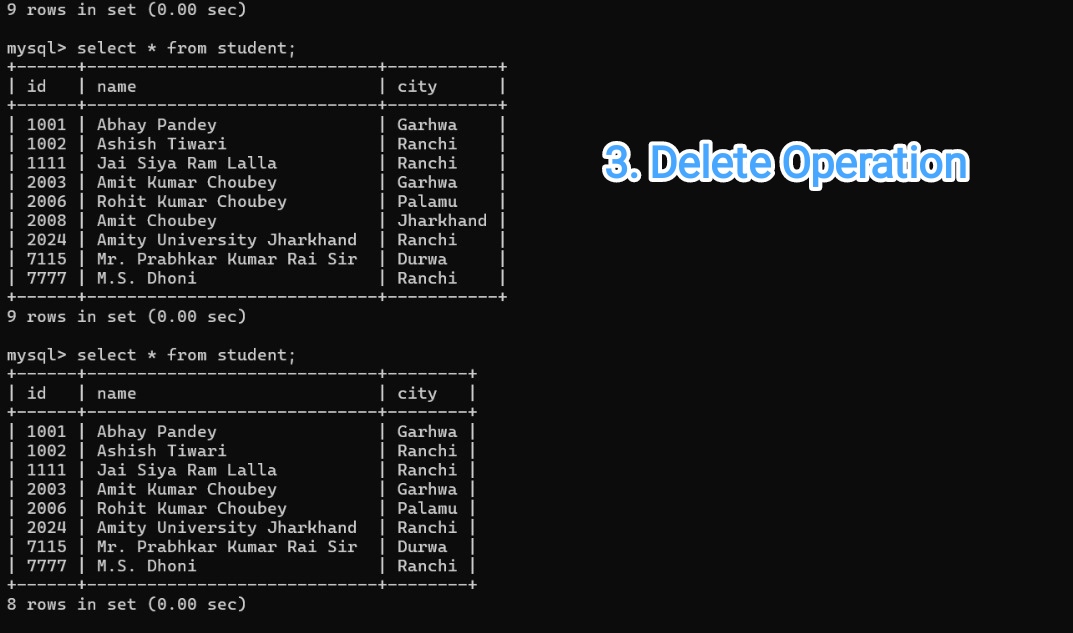 9 rows in set (0.00 sec)
mysql> select * from student;
+------+-----------------------------+-----------+
| id   | name                        | city      |
+------+-----------------------------+-----------+
| 1001 | Abhay Pandey                | Garhwa    |
| 1002 | Ashish Tiwari               | Ranchi    |
| 1111 | Jai Siya Ram Lalla          | Ranchi    |
| 2003 | Amit Kumar Choubey          | Garhwa    |
| 2006 | Rohit Kumar Choubey         | Palamu    |
| 2008 | Amit Choubey                | Jharkhand |
| 2024 | Amity University Jharkhand  | Ranchi    |
| 7115 | Mr. Prabhkar Kumar Rai Sir  | Durwa     |
| 7777 | M.S. Dhoni                  | Ranchi    |
+------+-----------------------------+-----------+
9 rows in set (0.00 sec)
mysql> select * from student;
+------+-----------------------------+--------+
| id   | name                        | city   |
+------+-----------------------------+--------+
| 1001 | Abhay Pandey                | Garhwa |
| 1002 | Ashish Tiwari               | Ranchi |
| 1111 | Jai Siya Ram Lalla          | Ranchi |
| 2003 | Amit Kumar Choubey          | Garhwa |
| 2006 | Rohit Kumar Choubey         | Palamu |
| 2024 | Amity University Jharkhand  | Ranchi |
| 7115 | Mr. Prabhkar Kumar Rai Sir  | Durwa  |
| 7777 | M.S. Dhoni                  | Ranchi |
+------+-----------------------------+--------+
8 rows in set (0.00 sec)
3. Delete Operation